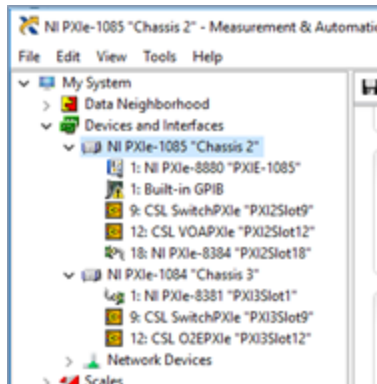 NI PXIe-1085 "Chassis 2" - Measurement & Automatic
File Edit View Tools Help
My System
Data Neighborhood
Devices and Interfaces
NI PXIe-1085 "Chassis 2"
1: NI PXIe-8880 "PXIE-1085"
1: Built-in GPIB
9: CSL SwitchPXIe "PXI2Slot9"
12: CSL VOAPXIe "PXI2Slot12"
18: NI PXIe-8384 "PXI2Slot18"
NI PXIe-1084 "Chassis 3"
1: NI PXIe-8381 "PXI3Slot1"
9: CSL SwitchPXIe "PXI3Slot9"
12: CSL O2EPXIe "PXI3Slot12"
Network Devices
Scales